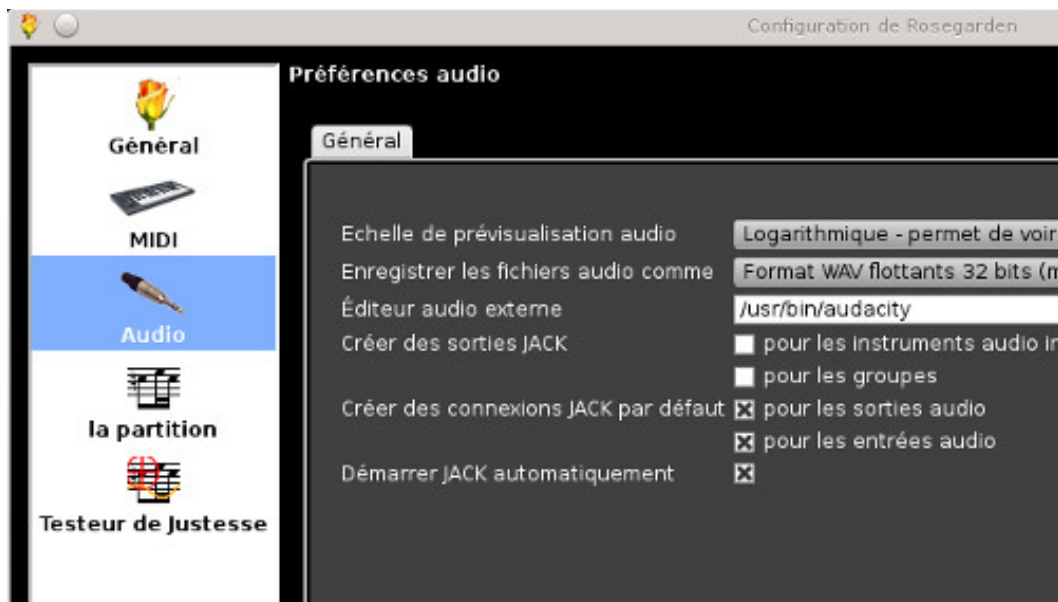 Configuration de Rosegarden
Général
MIDI
Audio
la partition
Testeur de Justesse
Préférences audio
Général
Echelle de prévisualisation audio Logarithmique - permet de voir
Enregistrer les fichiers audio comme Format WAV flottants 32 bits
Éditeur audio externe /usr/bin/audacity
Créer des sorties JACK pour les instruments audio
pour les groupes
Créer des connexions JACK par défaut pour les sorties audio
pour les entrées audio
Démarrer JACK automatiquement